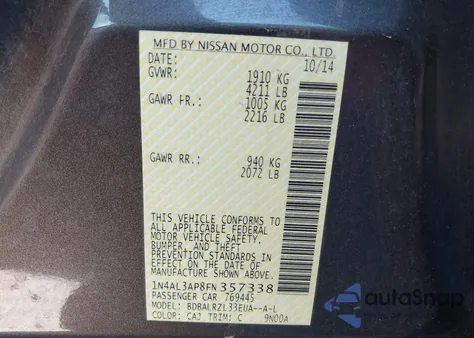 MFD BY NISSAN MOTOR CO., LTD.
DATE: 10/14
GVWR: 1910 KG
4211 LB
GAWR FR.: 1005 KG
2216 LB
GAWR RR.: 940 KG
2072 LB
THIS VEHICLE CONFORMS TO
ALL APPLICABLE FEDERAL
MOTOR VEHICLE SAFETY,
BUMPER, AND THEFT
PREVENTION STANDARDS IN
EFFECT ON THE DATE OF
MANUFACTURE SHOWN ABOVE.
1N4AL3AP8FN357338
PASSENGER CAR 769445
MODEL: BDBALRZL33EUA--A-L
COLOR: CAJ TRIM: C 9N00A
autoSnap